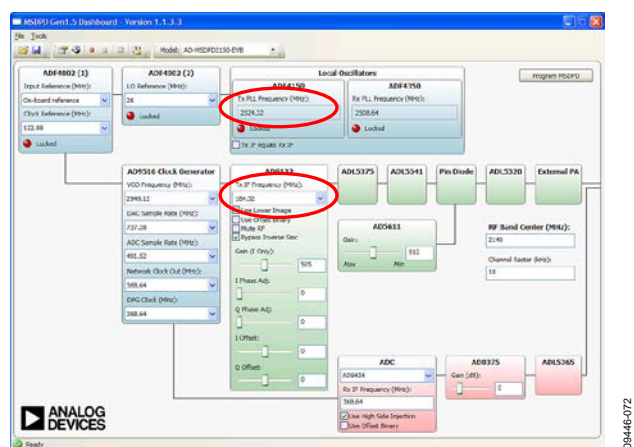 MSDPD Gen1.5 Dashboard - Version 1.1.3.3
File Tools
Model: AD-MSDPD2150-EVB
ADF4002 (1)
Input Reference (MHz):
On-board reference
Clock Reference (MHz):
122.88
Locked
ADF4002 (2)
LO Reference (MHz):
26
Locked
Local Oscillators
ADF4150
Tx PLL Frequency (MHz):
2324.32
Locked
Tx IF equals Rx IF
ADF4350
Rx PLL Frequency (MHz):
2508.64
Locked
Program MSDPD
AD9516 Clock Generator
VCO Frequency (MHz):
2949.12
DAC Sample Rate (MHz):
737.28
ADC Sample Rate (MHz):
491.52
Network Clock Out (MHz):
368.64
DPG Clock (MHz):
368.64
AD9122
Tx IF Frequency (MHz):
184.32
Use Lower Image
Use Offset Binary
Mute RF
Bypass Inverse Sinc
Gain (I Only):
505
I Phase Adj:
0
Q Phase Adj:
0
I Offset:
0
Q Offset:
0
ADL5375
ADL5541
Pin Diode
ADL5320
External PA
AD5611
Gain:
512
Max Min
RF Band Center (MHz):
2140
Channel Raster (kHz):
10
ADC
AD9434
Rx IF Frequency (MHz):
368.64
Use High Side Injection
Use Offset Binary
AD8375
Gain (dB):
0
ADL5365
ANALOG
DEVICES
Ready
09446-072